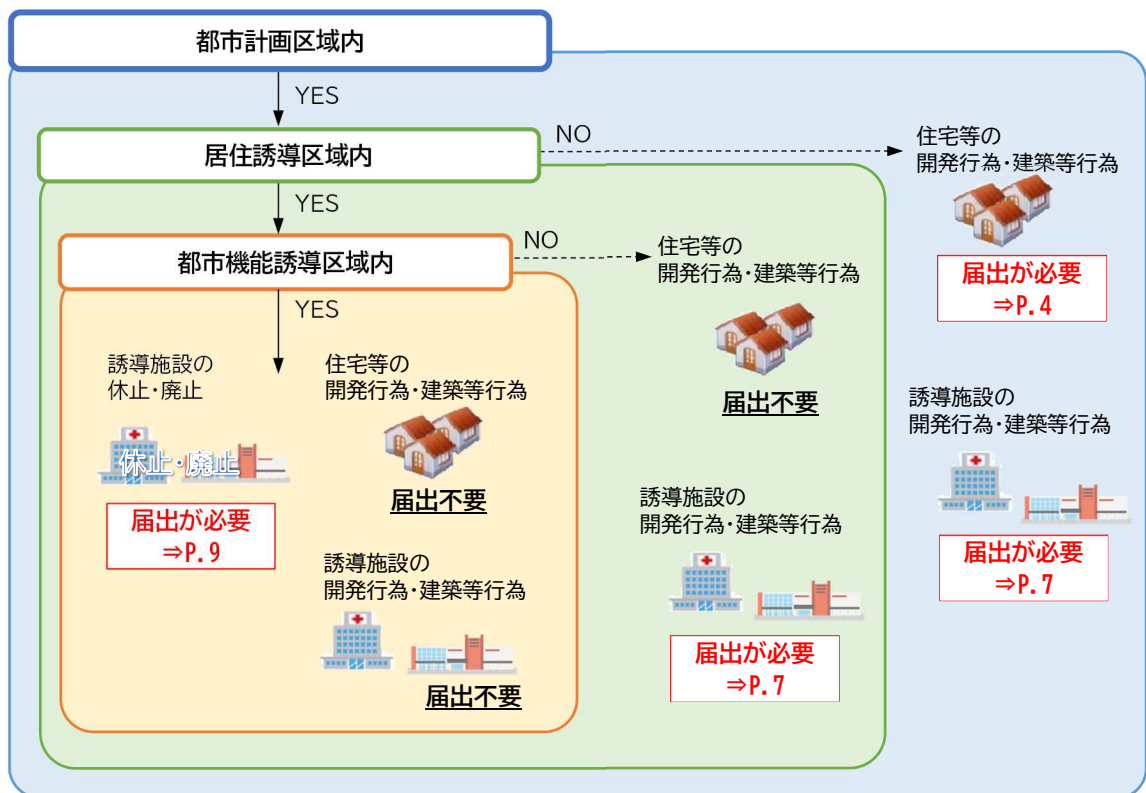 都市計画区域内
YES
居住誘導区域内
NO
住宅等の
開発行為・建築等行為
届出が必要
⇒P.4
誘導施設の
開発行為・建築等行為
届出が必要
⇒P.7
YES
都市機能誘導区域内
NO
住宅等の
開発行為・建築等行為
届出不要
誘導施設の
開発行為・建築等行為
届出が必要
⇒P.7
YES
誘導施設の
休止・廃止
休止・廃止
届出が必要
⇒P.9
住宅等の
開発行為・建築等行為
届出不要
誘導施設の
開発行為・建築等行為
届出不要